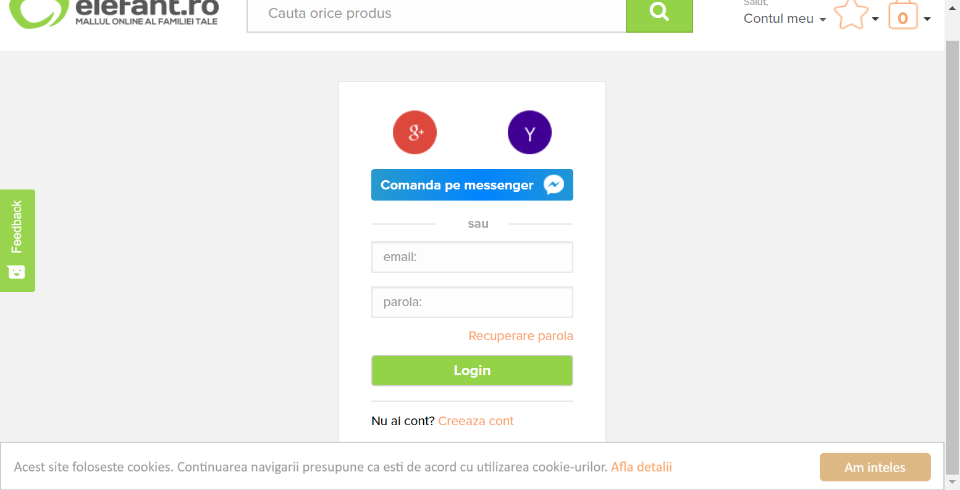 elefant.ro
MALLUL ONLINE AL FAMILIEI TALE
Cauta orice produs
Salut,
Contul meu
0
g+
Y
Comanda pe messenger
sau
email:
parola:
Recuperare parola
Login
Nu ai cont? Creeaza cont
Feedback
Acest site foloseste cookies. Continuarea navigarii presupune ca esti de acord cu utilizarea cookie-urilor. Afla detalii
Am inteles